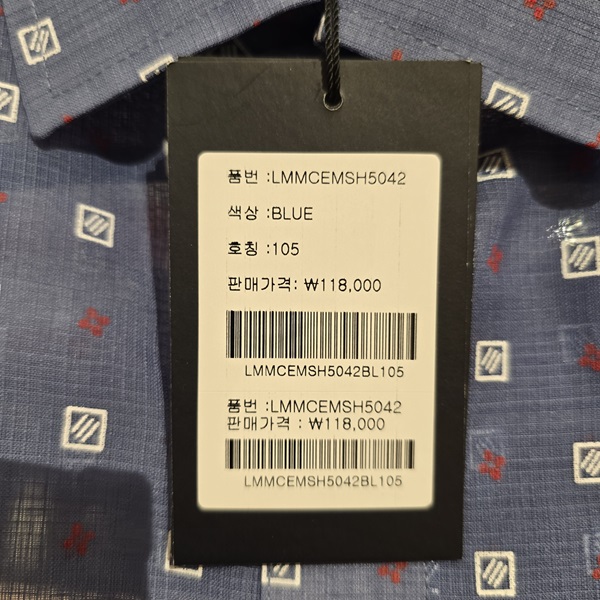 품번 :LMMCEMSH5042
색상 :BLUE
호칭 :105
판매가격: ₩118,000
LMMCEMSH5042BL105
품번 :LMMCEMSH5042
판매가격 : ₩118,000
LMMCEMSH5042BL105